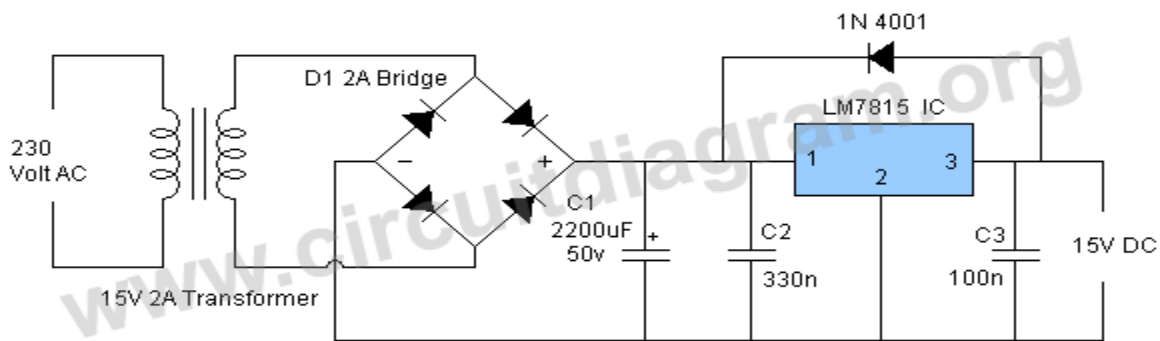 1N 4001
D1 2A Bridge
LM7815 IC
230
Volt AC
−
+
1
2
3
C1
2200uF
50v
+
C2
330n
C3
100n
15V DC
15V 2A Transformer
www.circuitdiagram.org